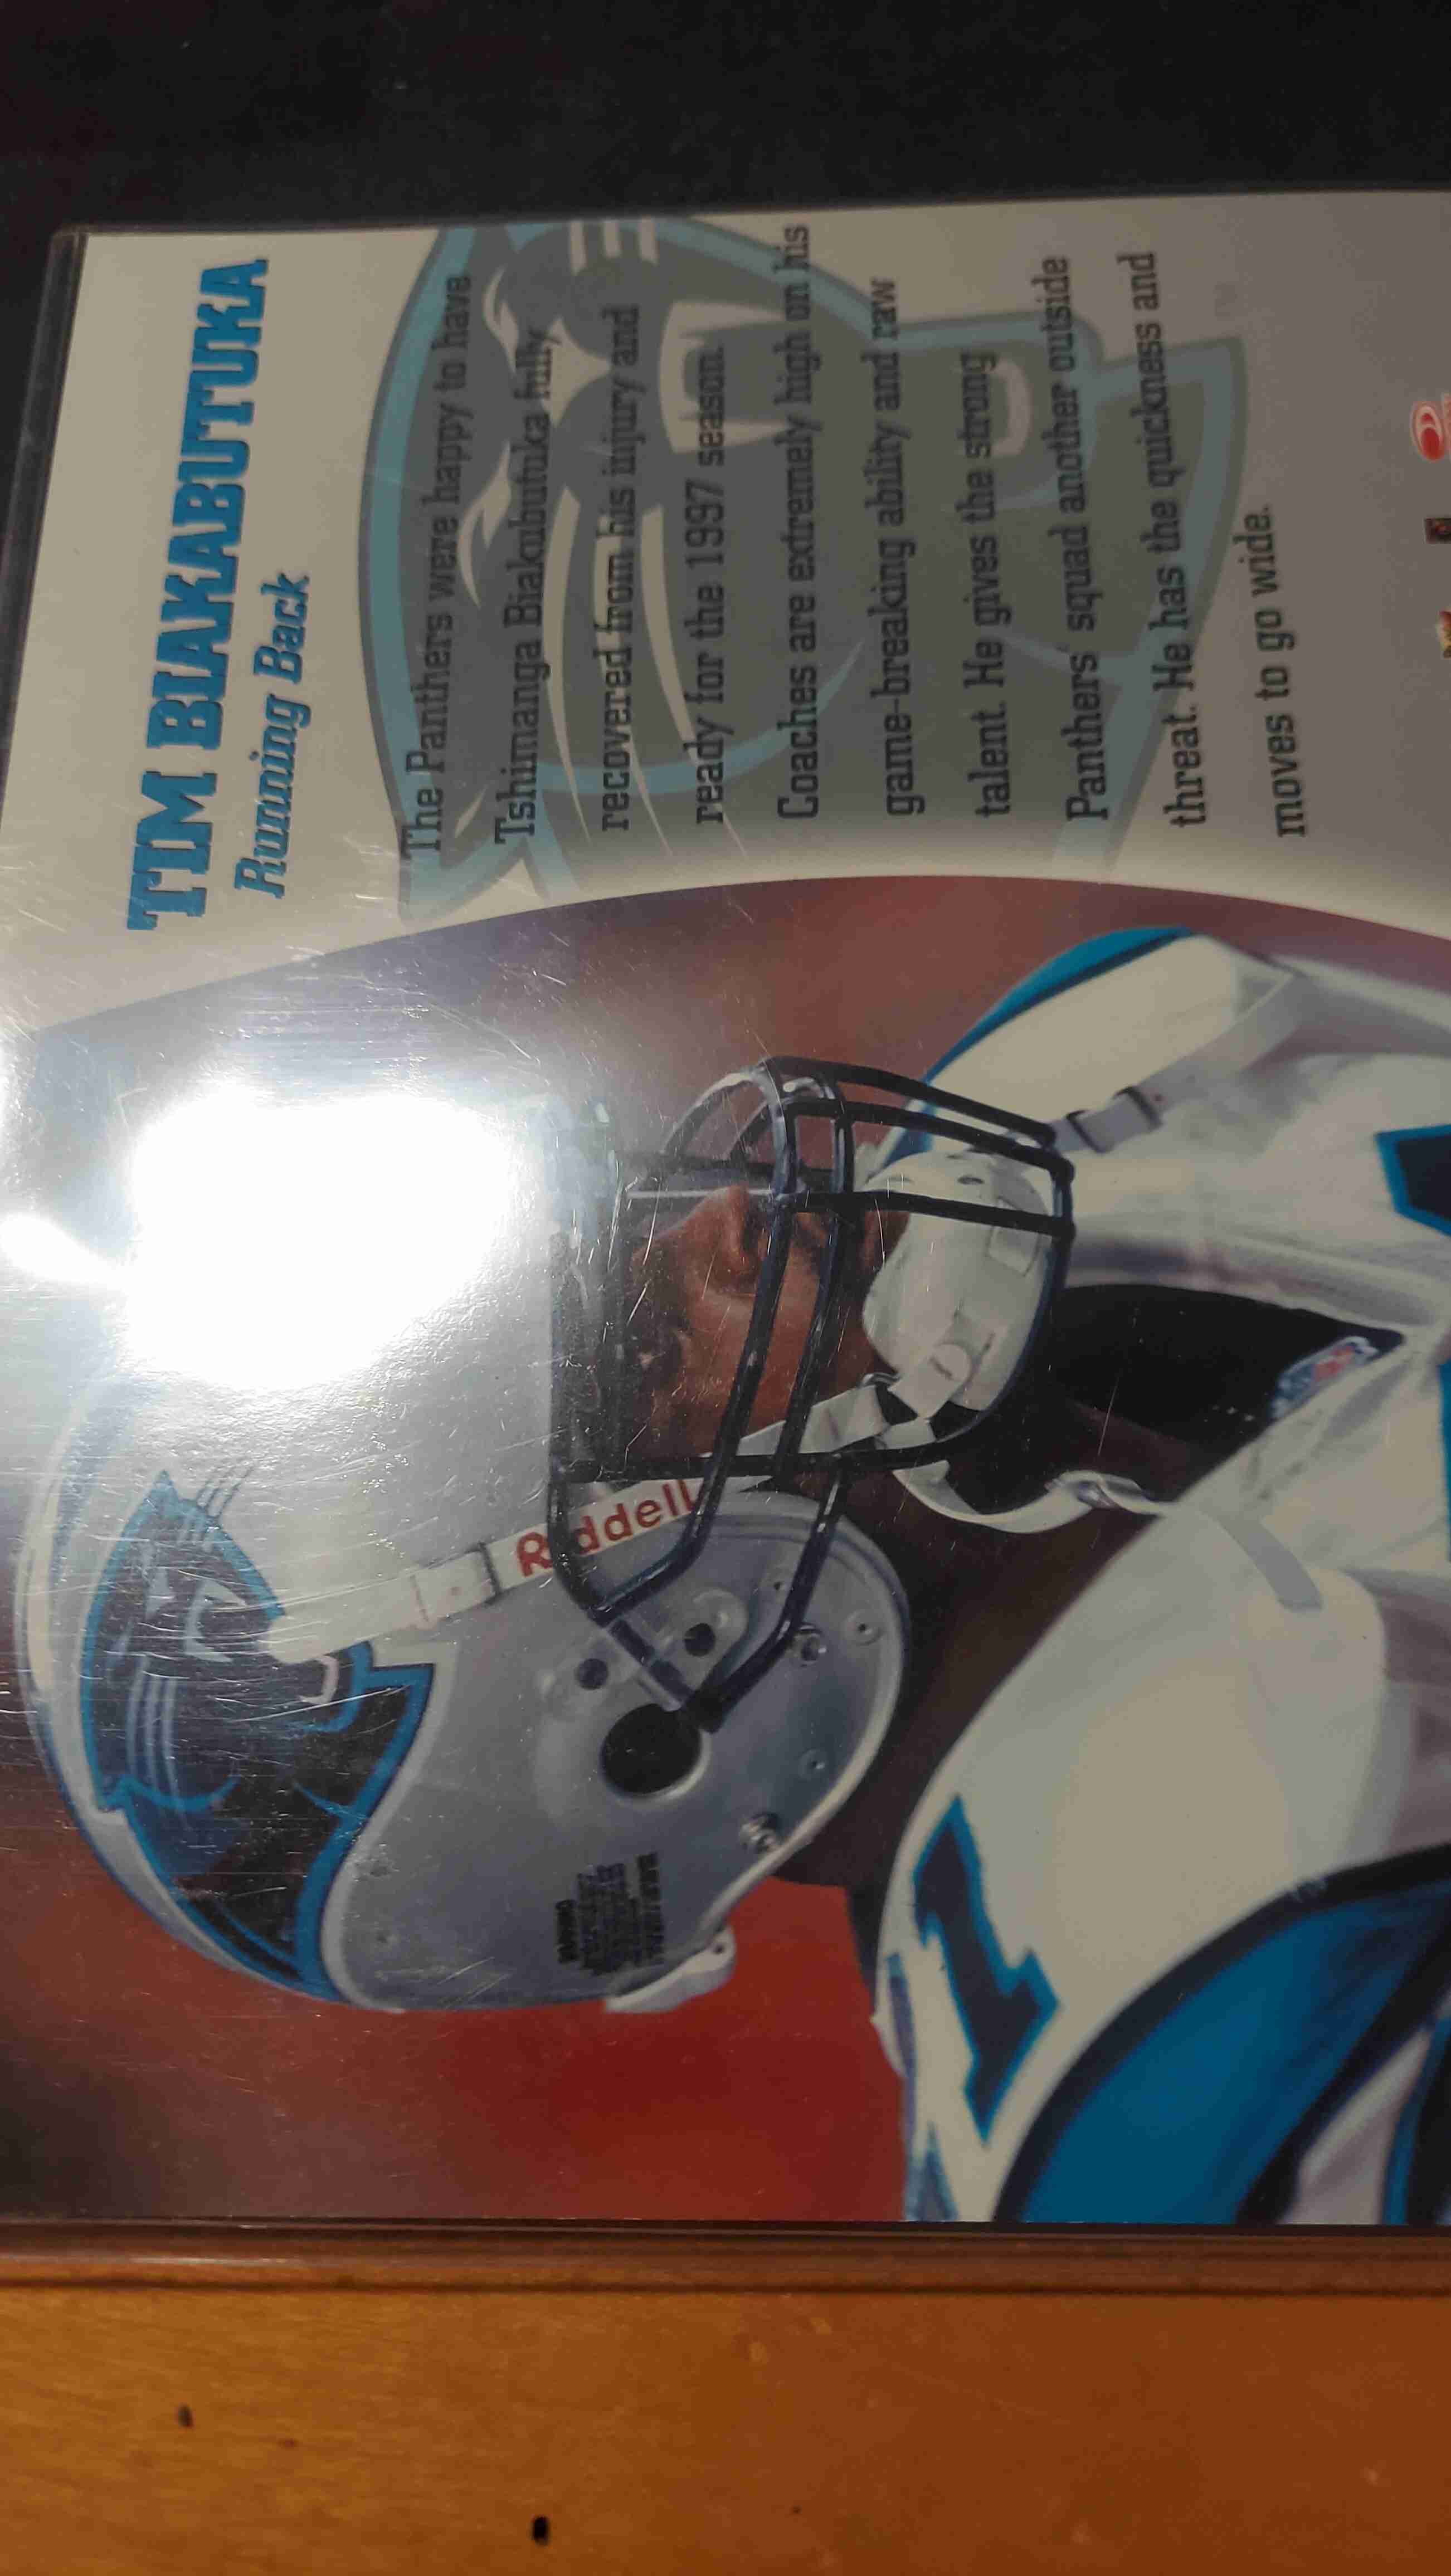 TIM BIAKABUTUKA
Running Back
The Panthers were happy to have
Tshimanga Biakabutuka fully
recovered from his injury and
ready for the 1997 season.
Coaches are extremely high on his
game-breaking ability and raw
talent. He gives the strong
Panthers' squad another outside
threat. He has the quickness and
moves to go wide.
Riddell